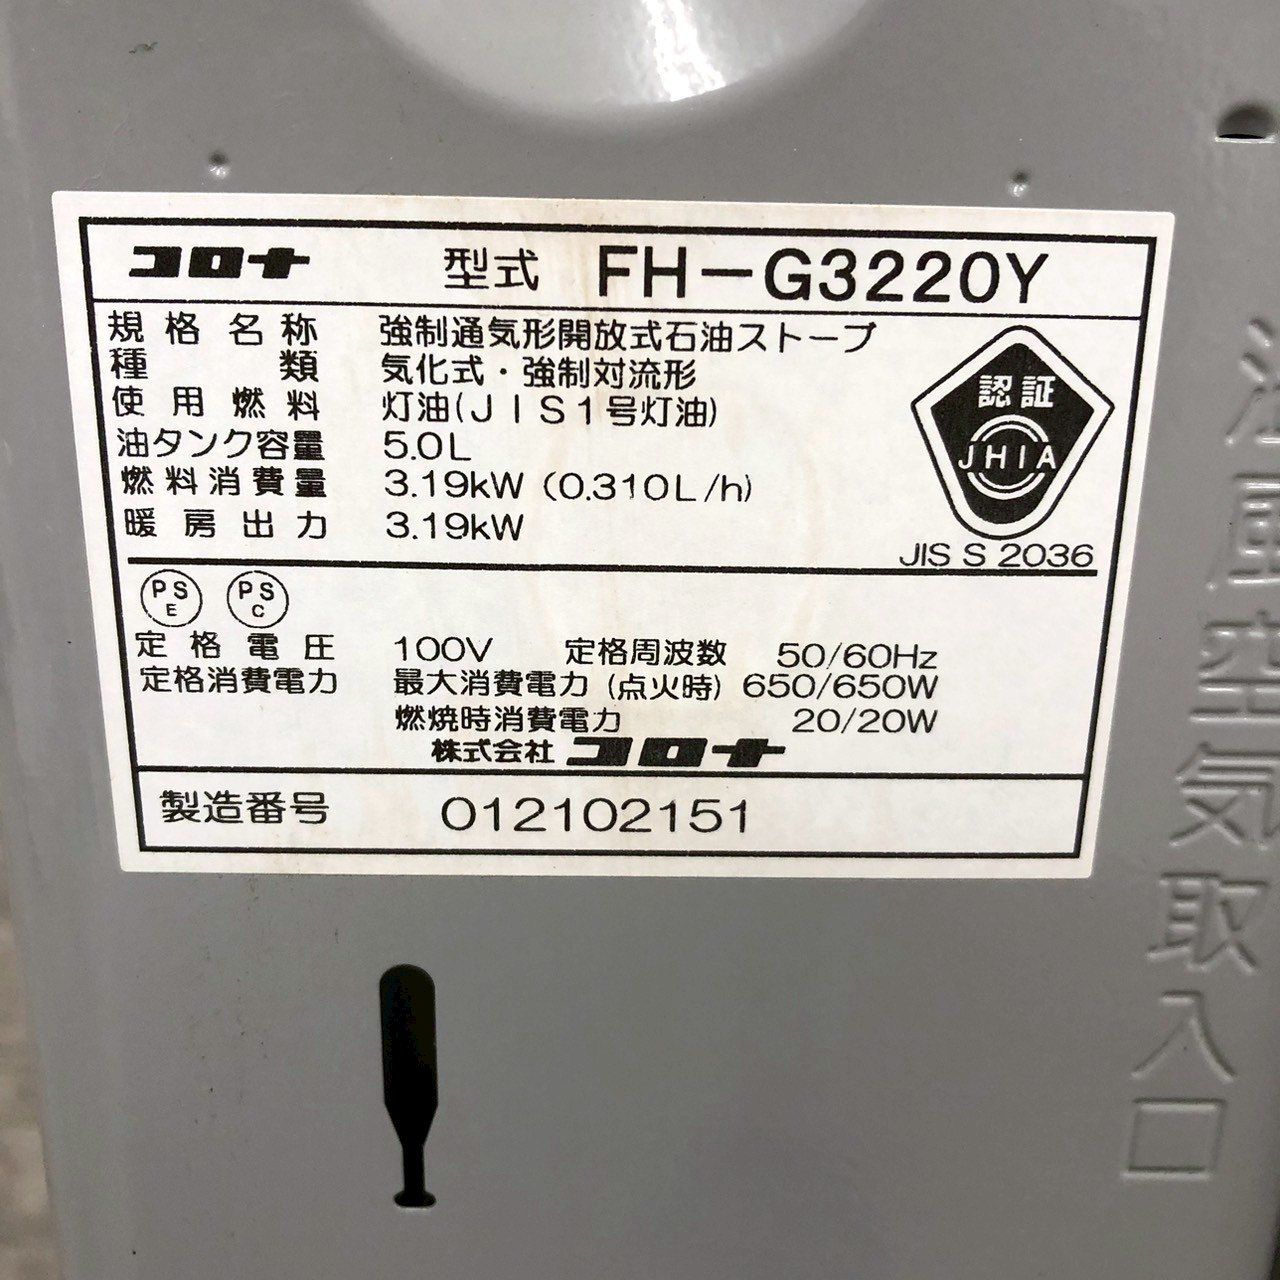 コロナ 型式 FH-G3220Y
規格名称 強制通気形開放式石油ストーブ
種類 気化式・強制対流形
使用燃料 灯油(JIS1号灯油)
油タンク容量 5.0L
燃料消費量 3.19kW (0.310L/h)
暖房出力 3.19kW
認証
JHIA
JIS S 2036
PS E PS C
定格電圧 100V 定格周波数 50/60Hz
定格消費電力 最大消費電力(点火時) 650/650W
燃焼時消費電力 20/20W
株式会社 コロナ
製造番号 012102151
温風空気取入口